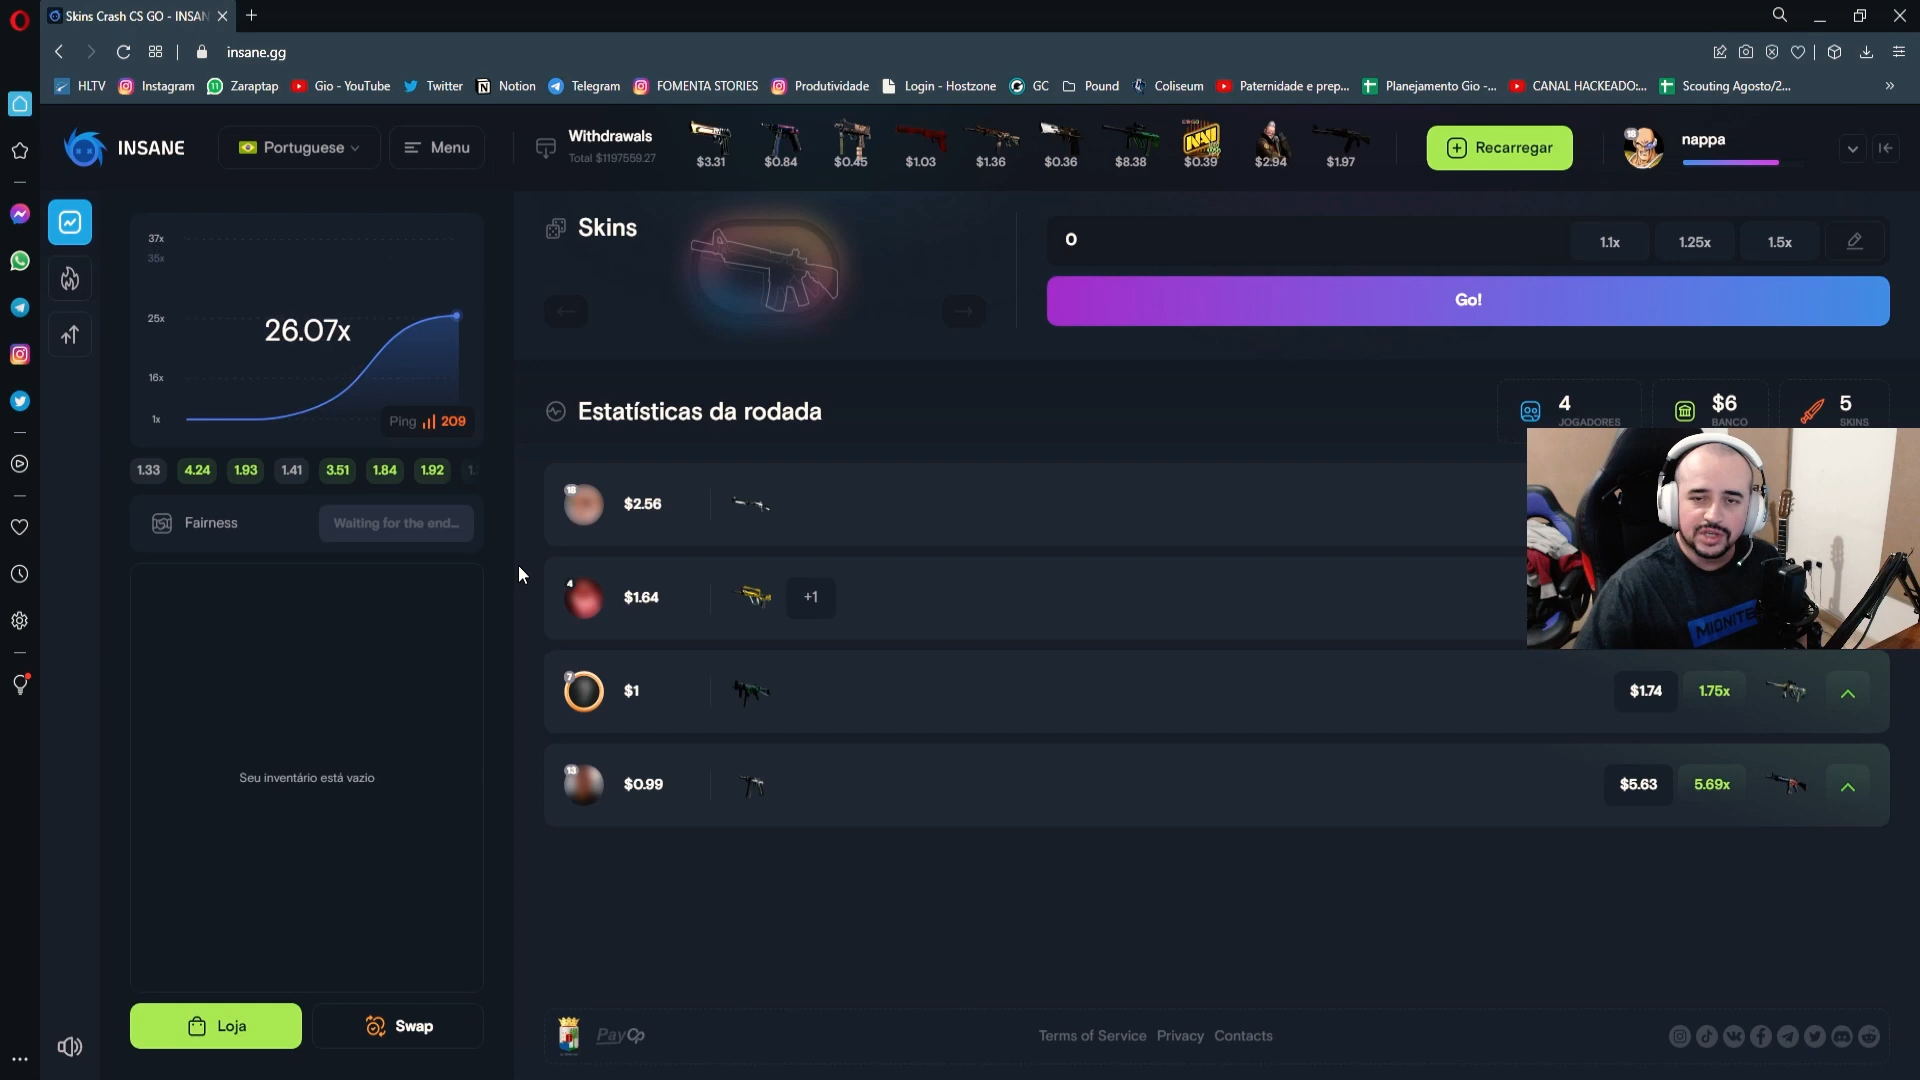 Skins Crash CS GO - INSAN
insane.gg
HLTV
Instagram
Zaraptap
Gio - YouTube
Twitter
Notion
Telegram
FOMENTA STORIES
Produtividade
Login - Hostzone
GC
Pound
Coliseum
Paternidade e prep...
Planejamento Gio -...
CANAL HACKEADO:...
Scouting Agosto/2...
»
INSANE
Portuguese
Menu
Withdrawals
Total $1197559.27
$3.31
$0.84
$0.45
$1.03
$1.36
$0.36
$8.38
$0.39
$2.94
$1.97
Recarregar
18
nappa
37x
35x
25x
16x
1x
26.07x
Ping 209
1.33
4.24
1.93
1.41
3.51
1.84
1.92
Fairness
Waiting for the end...
Seu inventário está vazio
Loja
Swap
Skins
0
1.1x
1.25x
1.5x
Go!
Estatísticas da rodada
4
JOGADORES
$6
BANCO
5
SKINS
18
$2.56
4
$1.64
+1
7
$1
$1.74
1.75x
13
$0.99
$5.63
5.69x
PayOp
Terms of Service
Privacy
Contacts